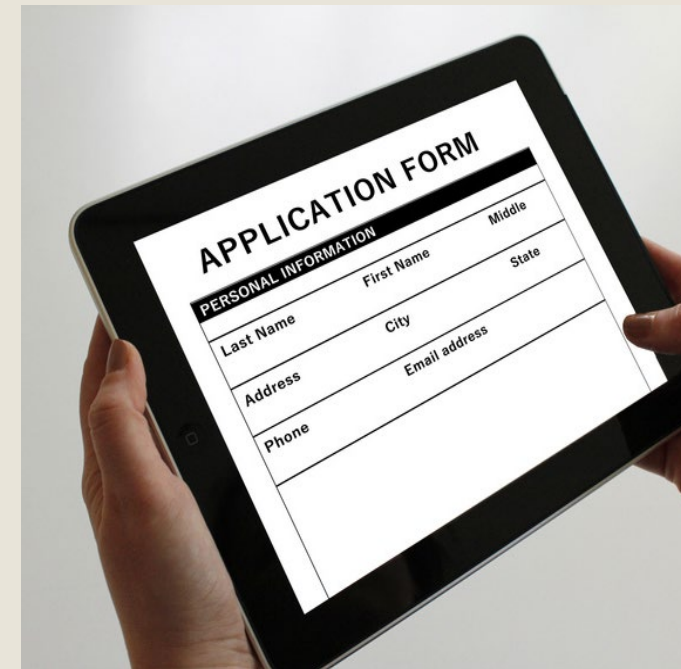 APPLICATION FORM
PERSONAL INFORMATION
Last Name First Name Middle
Address City State
Phone Email address